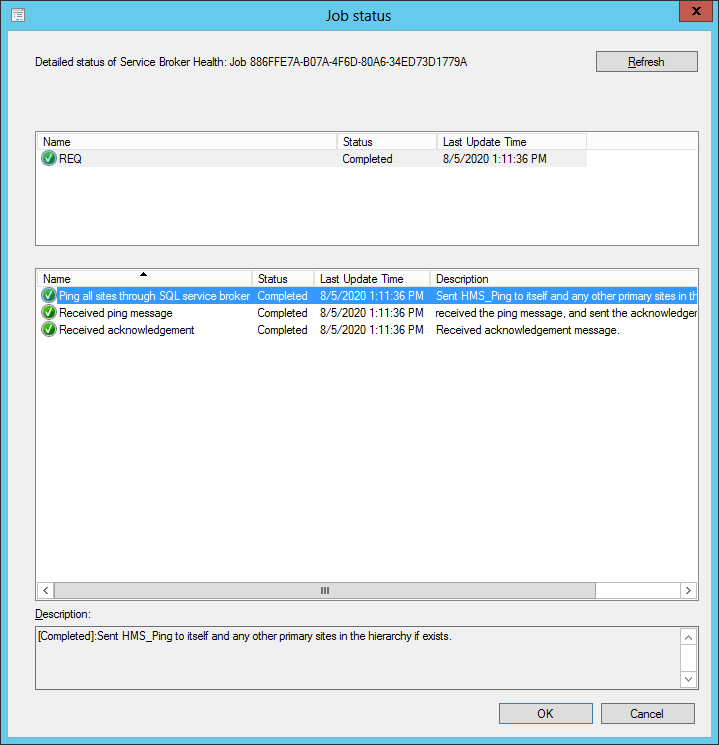 Job status
Detailed status of Service Broker Health: Job 886FFE7A-B07A-4F6D-80A6-34ED73D1779A
Refresh
Name Status Last Update Time
REQ Completed 8/5/2020 1:11:36 PM
Name Status Last Update Time Description
Ping all sites through SQL service broker Completed 8/5/2020 1:11:36 PM Sent HMS_Ping to itself and any other primary sites in th
Received ping message Completed 8/5/2020 1:11:36 PM received the ping message, and sent the acknowledger
Received acknowledgement Completed 8/5/2020 1:11:36 PM Received acknowledgement message.
Description:
[Completed]:Sent HMS_Ping to itself and any other primary sites in the hierarchy if exists.
OK Cancel